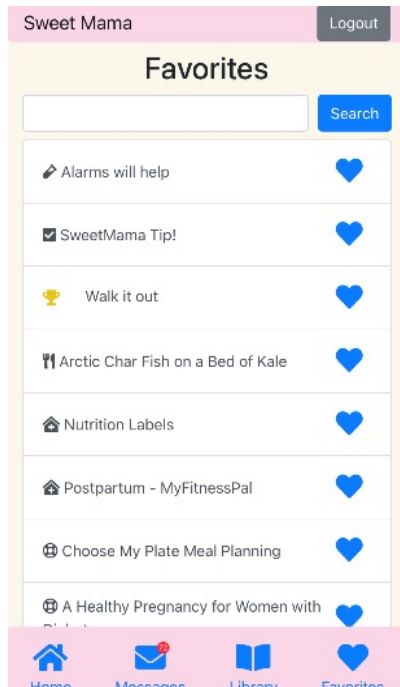 Sweet Mama
Logout
Favorites
Search
Alarms will help
SweetMama Tip!
Walk it out
Arctic Char Fish on a Bed of Kale
Nutrition Labels
Postpartum - MyFitnessPal
Choose My Plate Meal Planning
A Healthy Pregnancy for Women with
Home
Messages
Library
Favorites